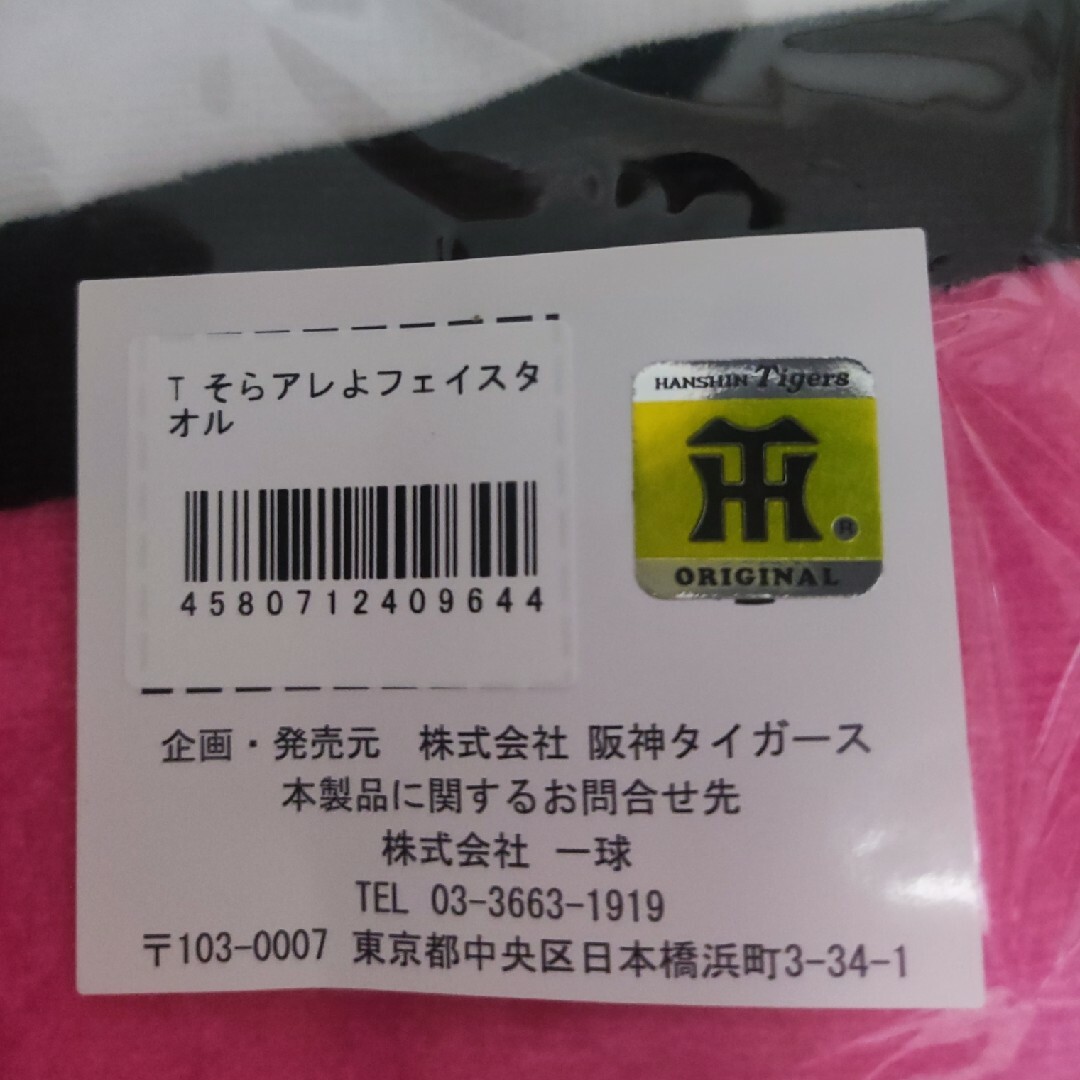 T そらアレよフェイスタ
オル
4580712409644
HANSHIN Tigers
TH
®
ORIGINAL
企画・発売元 株式会社 阪神タイガース
本製品に関するお問合せ先
株式会社 一球
TEL 03-3663-1919
〒103-0007 東京都中央区日本橋浜町3-34-1